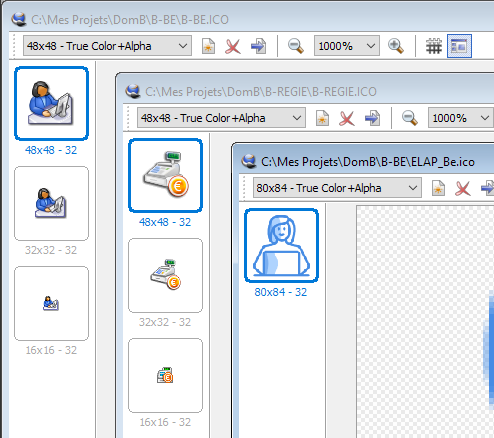 C:\Mes Projets\DomB\B-BE\B-BE.ICO
48x48 - True Color+Alpha
1000%
48x48 - 32
32x32 - 32
16x16 - 32
C:\Mes Projets\DomB\B-REGIE\B-REGIE.ICO
48x48 - True Color+Alpha
1000%
48x48 - 32
32x32 - 32
16x16 - 32
C:\Mes Projets\DomB\B-BE\ELAP_Be.ico
80x84 - True Color+Alpha
80x84 - 32